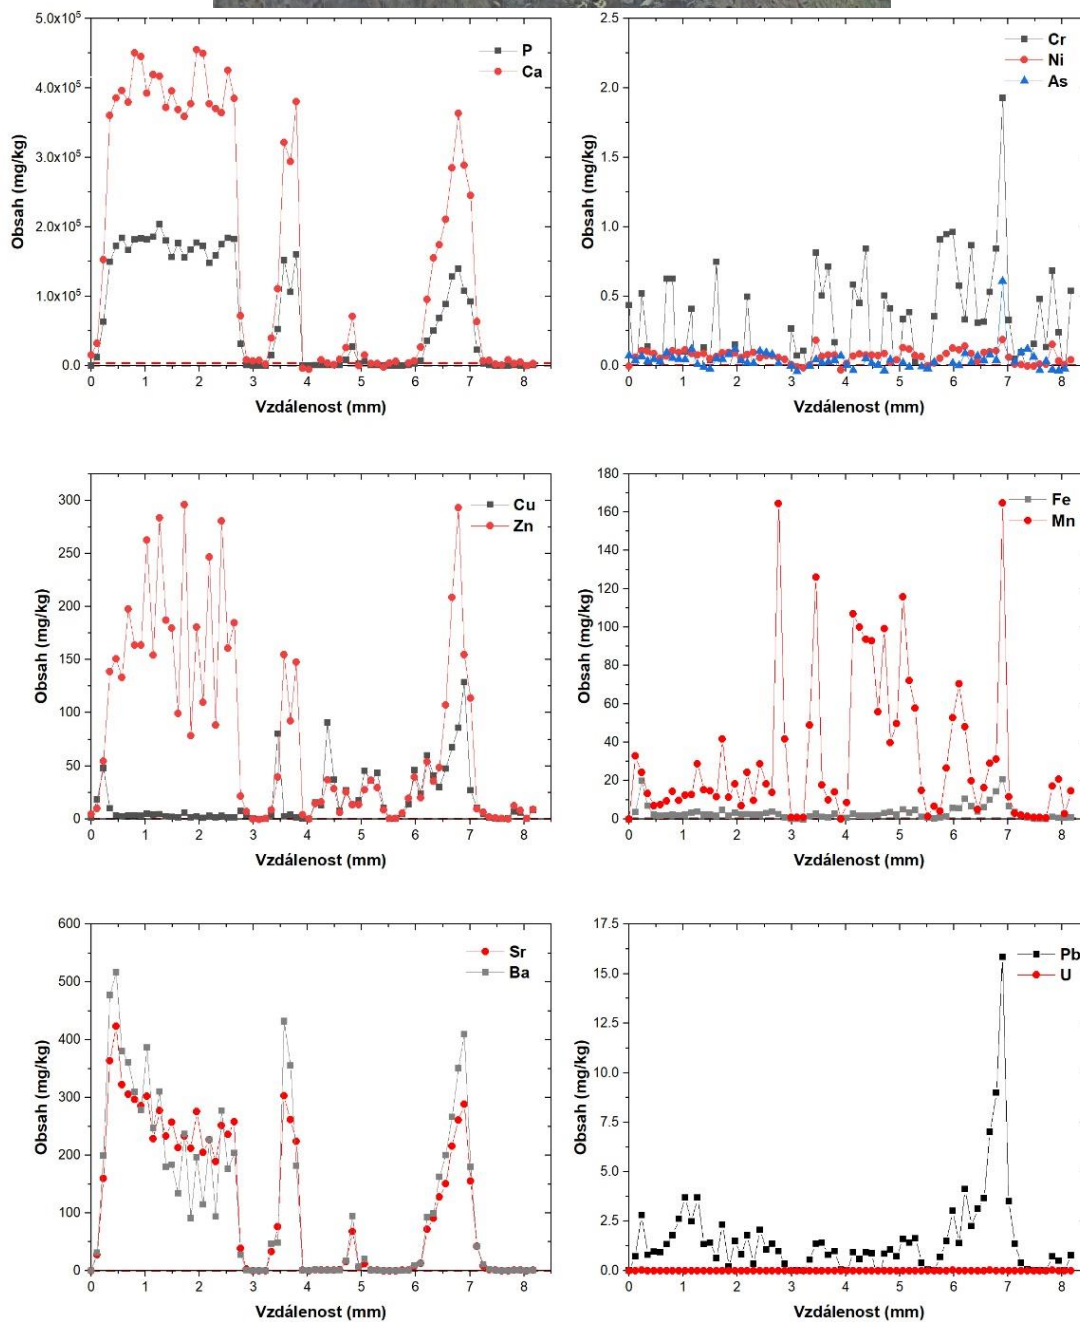 5.0x10⁵
4.0x10⁵
3.0x10⁵
2.0x10⁵
1.0x10⁵
0.0
Obsah (mg/kg)
P
Ca
0 1 2 3 4 5 6 7 8
Vzdálenost (mm)
2.5
2.0
1.5
1.0
0.5
0.0
Obsah (mg/kg)
Cr
Ni
As
0 1 2 3 4 5 6 7 8
Vzdálenost (mm)
300
250
200
150
100
50
0
Obsah (mg/kg)
Cu
Zn
0 1 2 3 4 5 6 7 8
Vzdálenost (mm)
180
160
140
120
100
80
60
40
20
0
Obsah (mg/kg)
Fe
Mn
0 1 2 3 4 5 6 7 8
Vzdálenost (mm)
600
500
400
300
200
100
0
Obsah (mg/kg)
Sr
Ba
0 1 2 3 4 5 6 7 8
Vzdálenost (mm)
17.5
15.0
12.5
10.0
7.5
5.0
2.5
0.0
Obsah (mg/kg)
Pb
U
0 1 2 3 4 5 6 7 8
Vzdálenost (mm)